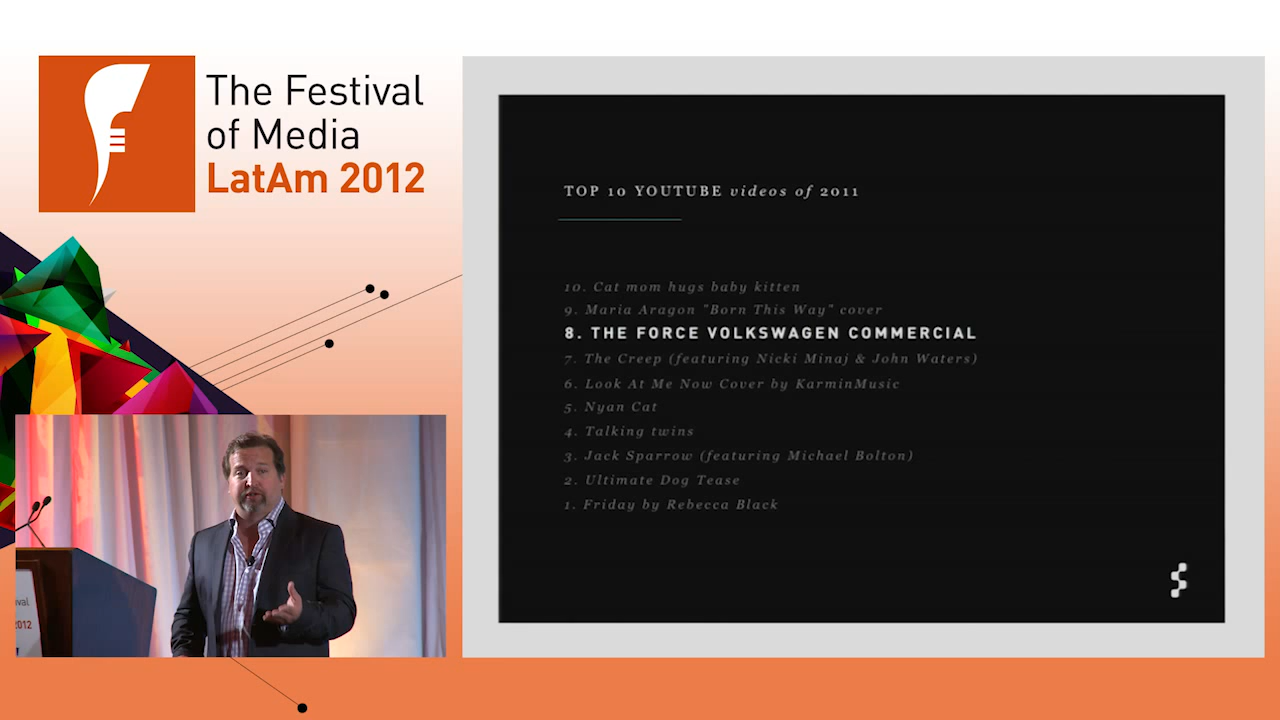 The Festival
of Media
LatAm 2012
TOP 10 YOUTUBE videos of 2011
10. Cat mom hugs baby kitten
9. Maria Aragon "Born This Way" cover
8. THE FORCE VOLKSWAGEN COMMERCIAL
7. The Creep (featuring Nicki Minaj & John Waters)
6. Look At Me Now Cover by KarminMusic
5. Nyan Cat
4. Talking twins
3. Jack Sparrow (featuring Michael Bolton)
2. Ultimate Dog Tease
1. Friday by Rebecca Black
ival
2012